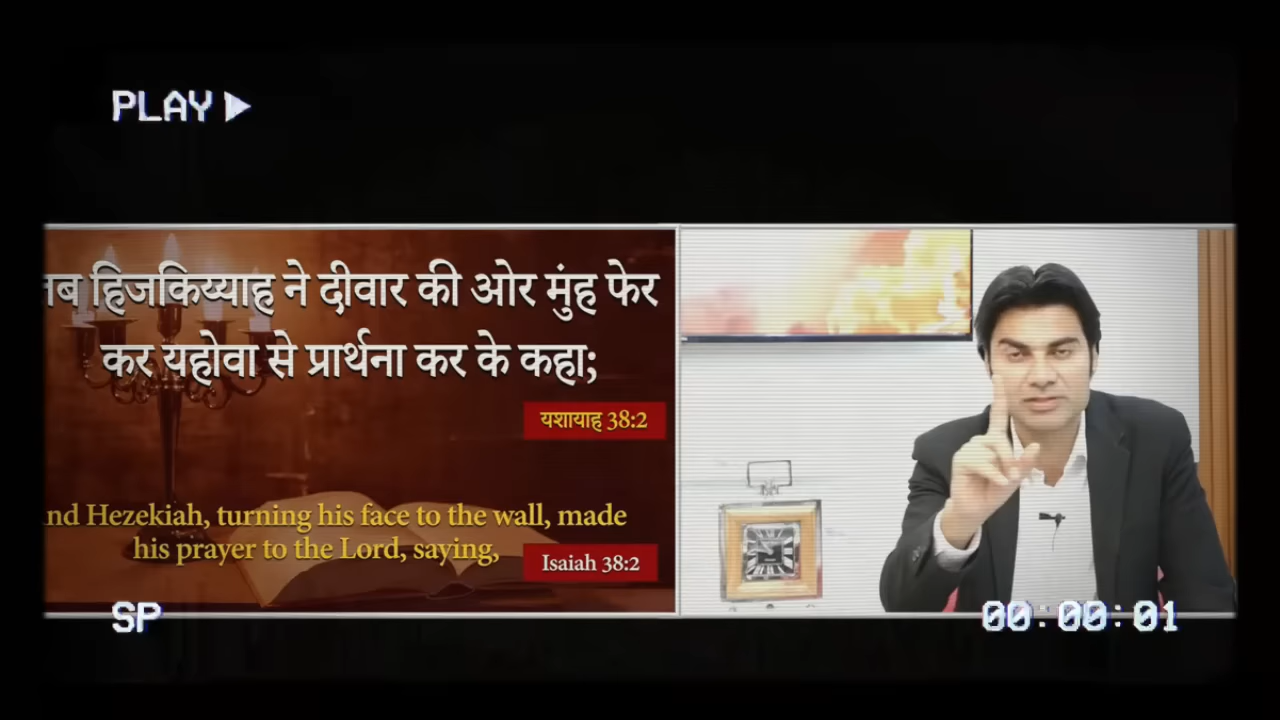 PLAY
हिजकिय्याह ने दीवार की ओर मुंह फेर
कर यहोवा से प्रार्थना कर के कहा;
यशायाह 38:2
Hezekiah, turning his face to the wall, made
his prayer to the Lord, saying,
Isaiah 38:2
SP
00:00:01